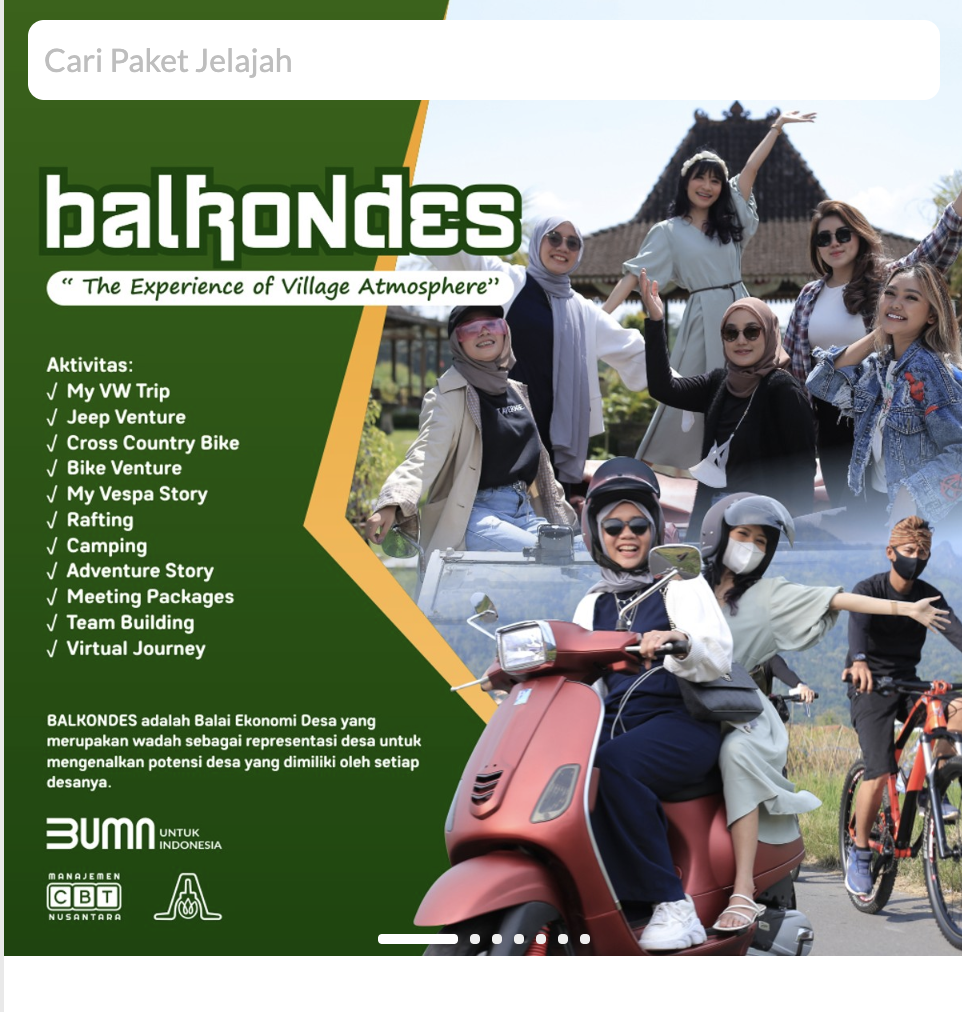 Cari Paket Jelajah
balkondes
“ The Experience of Village Atmosphere”
Aktivitas:
√ My VW Trip
√ Jeep Venture
√ Cross Country Bike
√ Bike Venture
√ My Vespa Story
√ Rafting
√ Camping
√ Adventure Story
√ Meeting Packages
√ Team Building
√ Virtual Journey
BALKONDES adalah Balai Ekonomi Desa yang
merupakan wadah sebagai representasi desa untuk
mengenalkan potensi desa yang dimiliki oleh setiap
desanya.
BUMN UNTUK
INDONESIA
MANAJEMEN
CBT
NUSANTARA